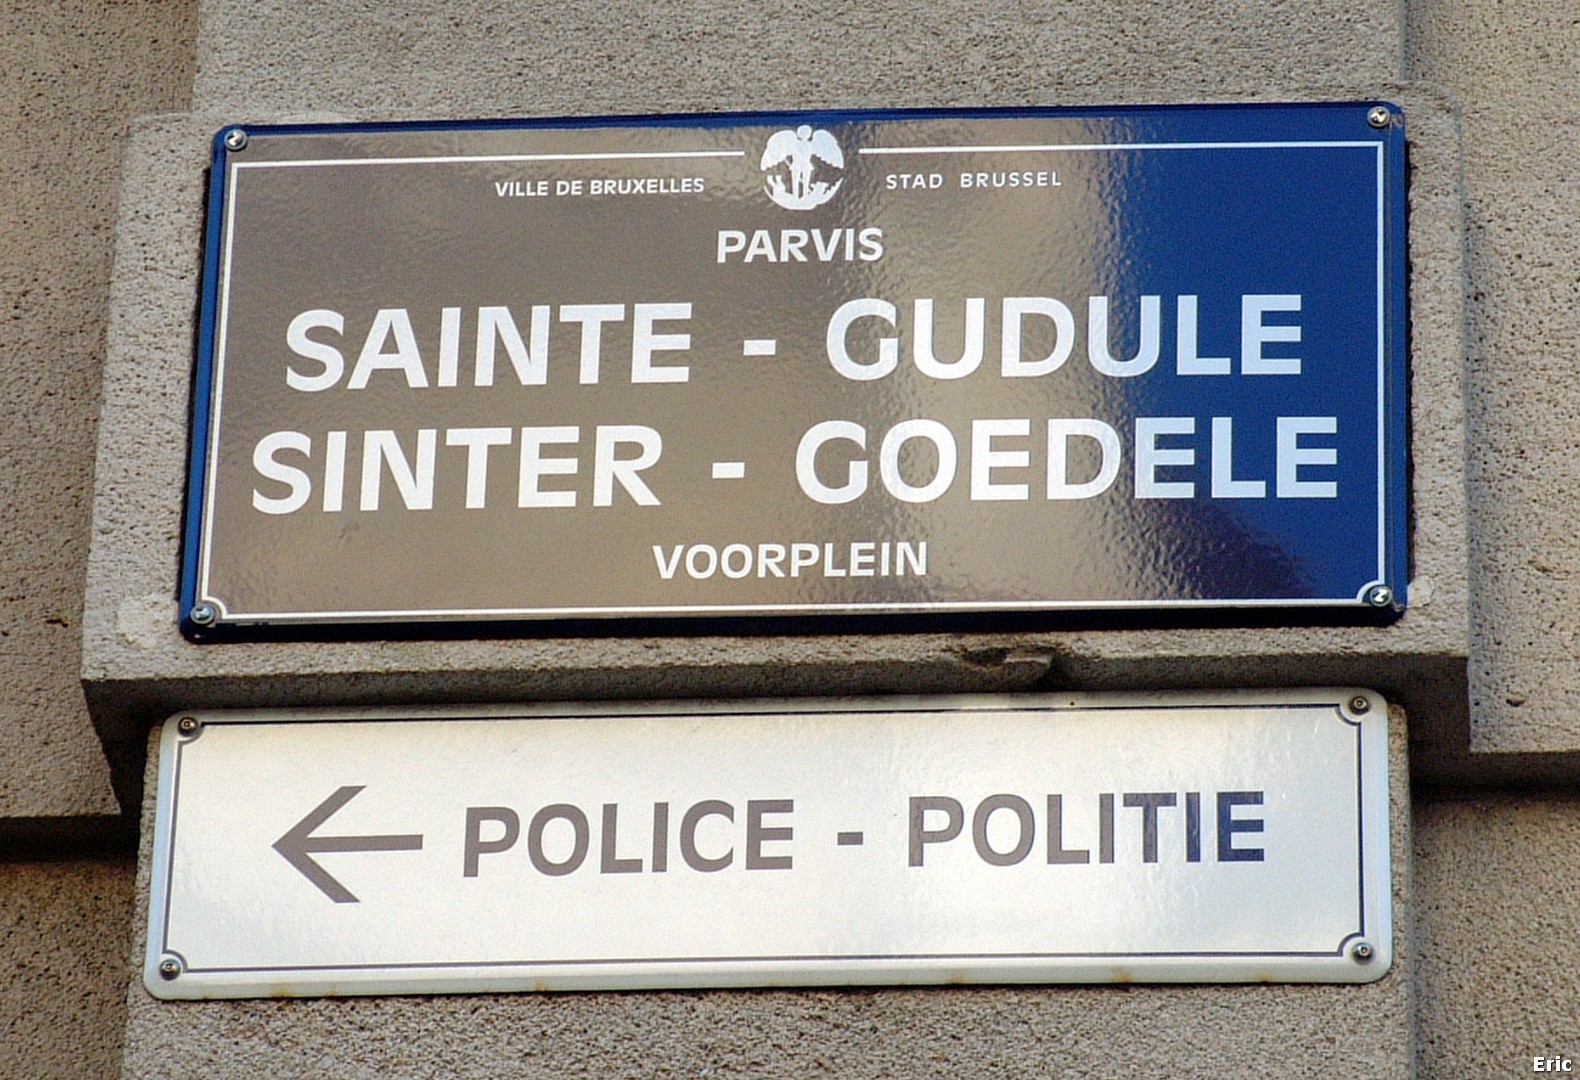 VILLE DE BRUXELLES STAD BRUSSEL
PARVIS
SAINTE - GUDULE
SINTER - GOEDELE
VOORPLEIN
POLICE - POLITIE
Eric